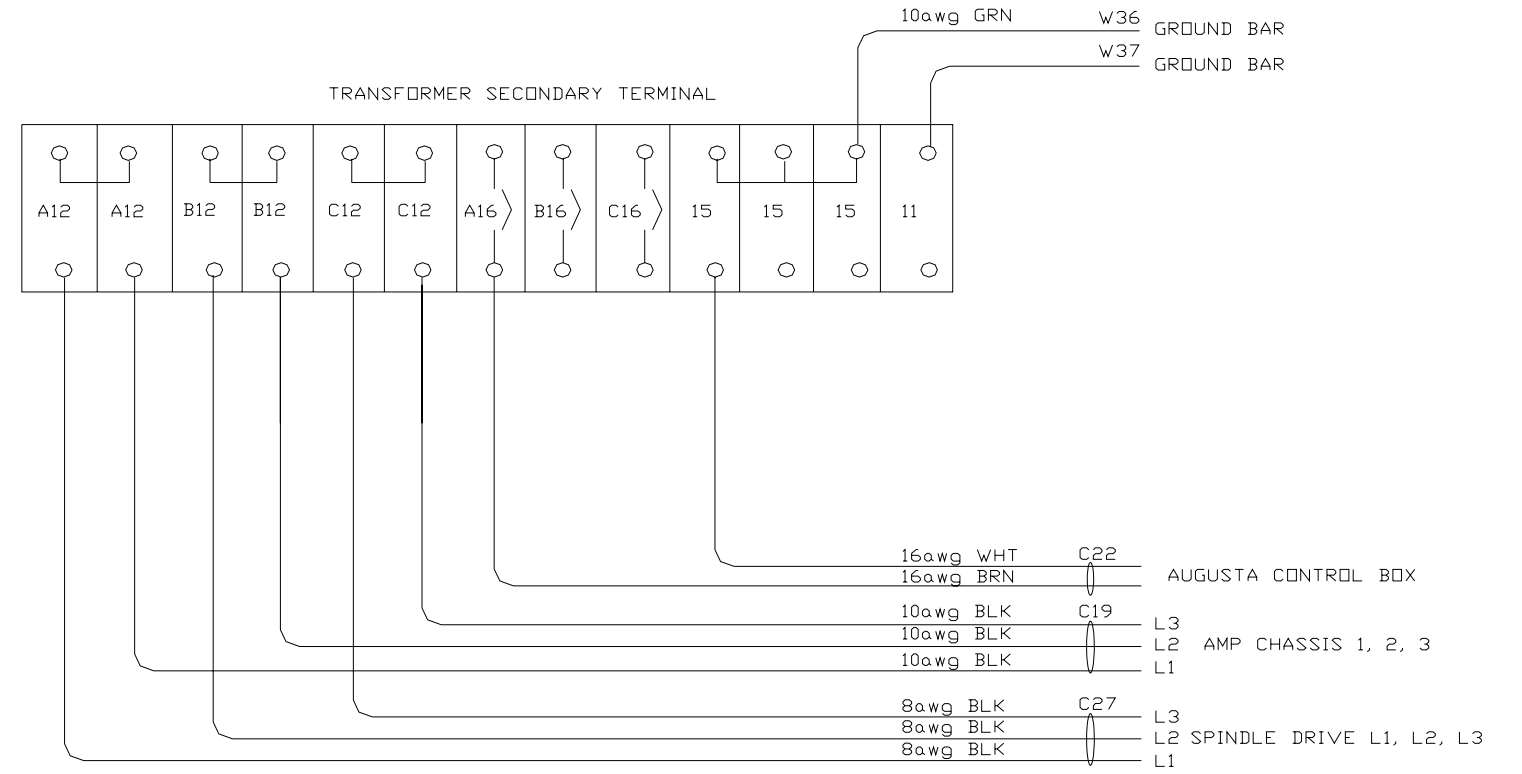 10awg GRN W36 GROUND BAR
W37 GROUND BAR
TRANSFORMER SECONDARY TERMINAL
A12 A12 B12 B12 C12 C12 A16 B16 C16 15 15 15 11
16awg WHT C22
16awg BRN AUGUSTA CONTROL BOX
10awg BLK C19 L3
10awg BLK L2 AMP CHASSIS 1, 2, 3
10awg BLK L1
8awg BLK C27 L3
8awg BLK L2 SPINDLE DRIVE L1, L2, L3
8awg BLK L1